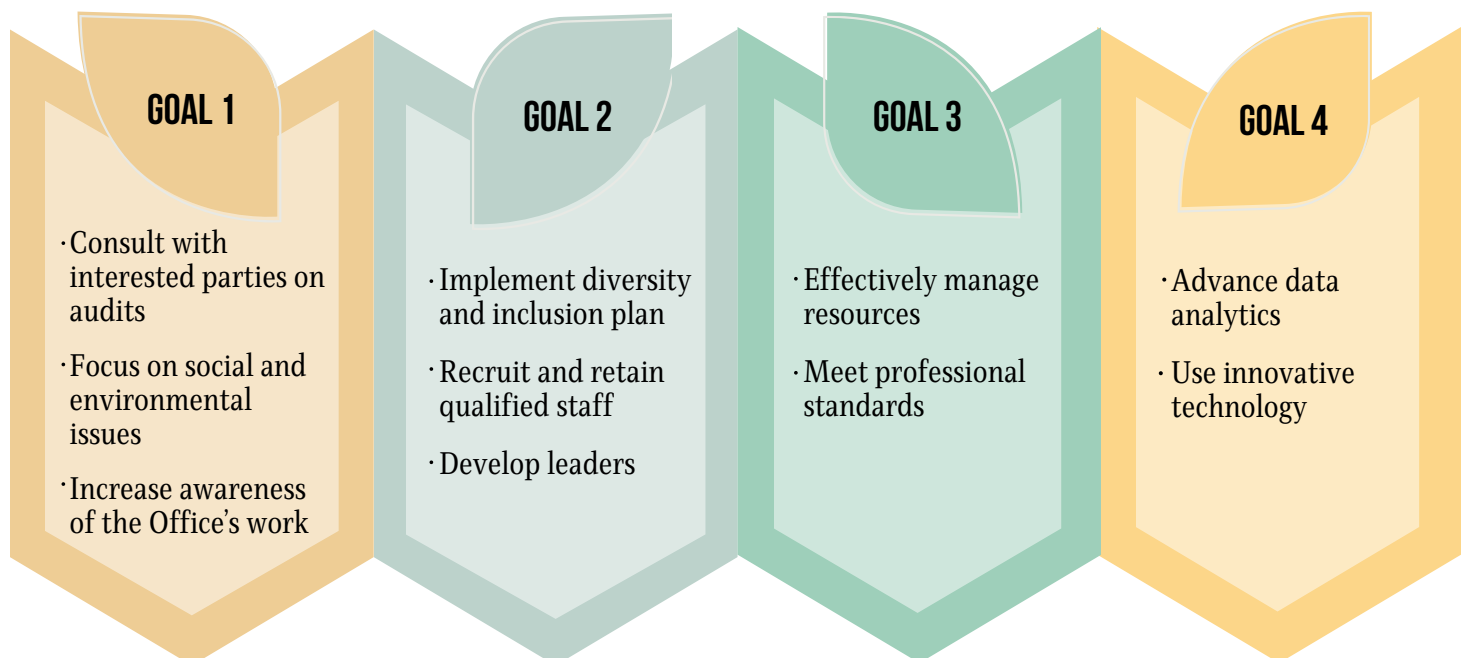 GOAL 1
· Consult with
interested parties on
audits
· Focus on social and
environmental
issues
· Increase awareness
of the Office’s work
GOAL 2
· Implement diversity
and inclusion plan
· Recruit and retain
qualified staff
· Develop leaders
GOAL 3
· Effectively manage
resources
· Meet professional
standards
GOAL 4
· Advance data
analytics
· Use innovative
technology